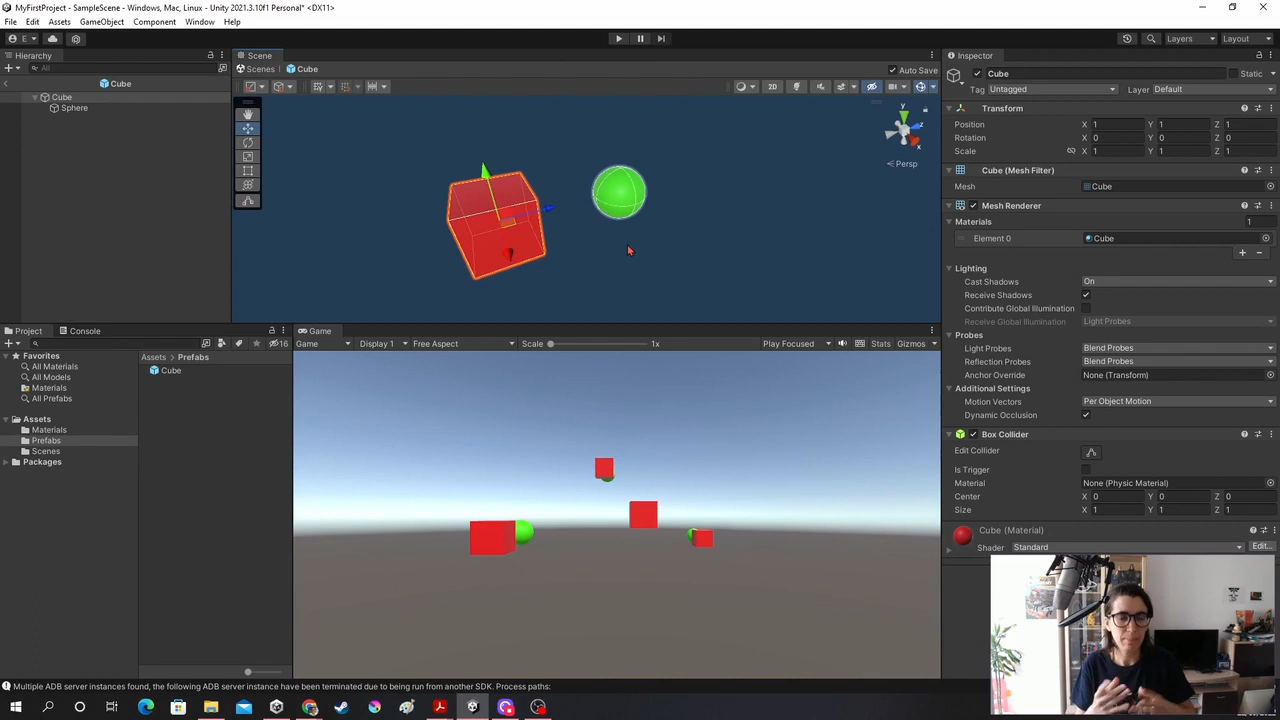 MyFirstProject - SampleScene - Windows, Mac, Linux - Unity 2021.3.10f1 Personal* <DX11>
File Edit Assets GameObject Component Window Help
E Layers Layout
Hierarchy
All
Cube
Cube
Sphere
Scene
Scenes Cube Auto Save
2D
y
z
x
Persp
Project Console
16
Favorites
All Materials
All Models
Materials
All Prefabs
Assets
Materials
Prefabs
Scenes
Packages
Assets > Prefabs
Cube
Game
Game Display 1 Free Aspect Scale 1x Play Focused Stats Gizmos
Inspector
Cube Static
Tag Untagged Layer Default
Transform
Position X 1 Y 1 Z 1
Rotation X 0 Y 0 Z 0
Scale X 1 Y 1 Z 1
Cube (Mesh Filter)
Mesh Cube
Mesh Renderer
Materials 1
Element 0 Cube
Lighting
Cast Shadows On
Receive Shadows
Contribute Global Illumination
Receive Global Illumination Light Probes
Probes
Light Probes Blend Probes
Reflection Probes Blend Probes
Anchor Override None (Transform)
Additional Settings
Motion Vectors Per Object Motion
Dynamic Occlusion
Box Collider
Edit Collider
Is Trigger
Material None (Physic Material)
Center X 0 Y 0 Z 0
Size X 1 Y 1 Z 1
Cube (Material)
Shader Standard Edit...
Multiple ADB server instances found, the following ADB server instance have been terminated due to being run from another SDK. Process paths: